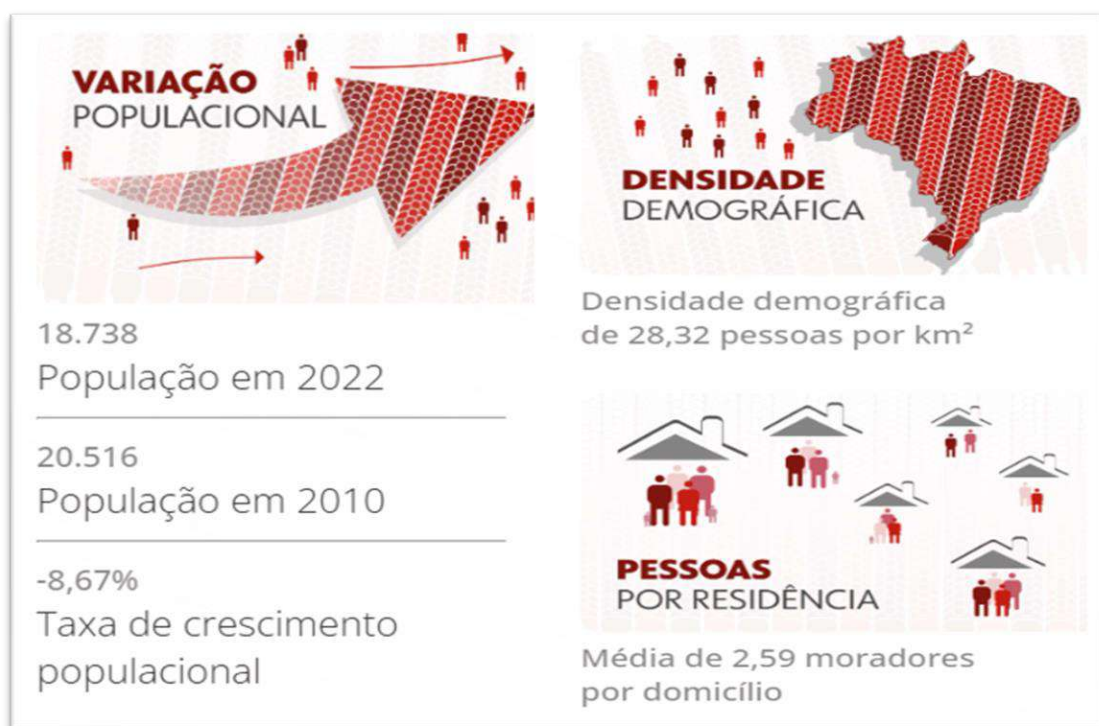 VARIAÇÃO
POPULACIONAL
18.738
População em 2022
20.516
População em 2010
-8,67%
Taxa de crescimento
populacional
DENSIDADE
DEMOGRÁFICA
Densidade demográfica
de 28,32 pessoas por km²
PESSOAS
POR RESIDÊNCIA
Média de 2,59 moradores
por domicílio